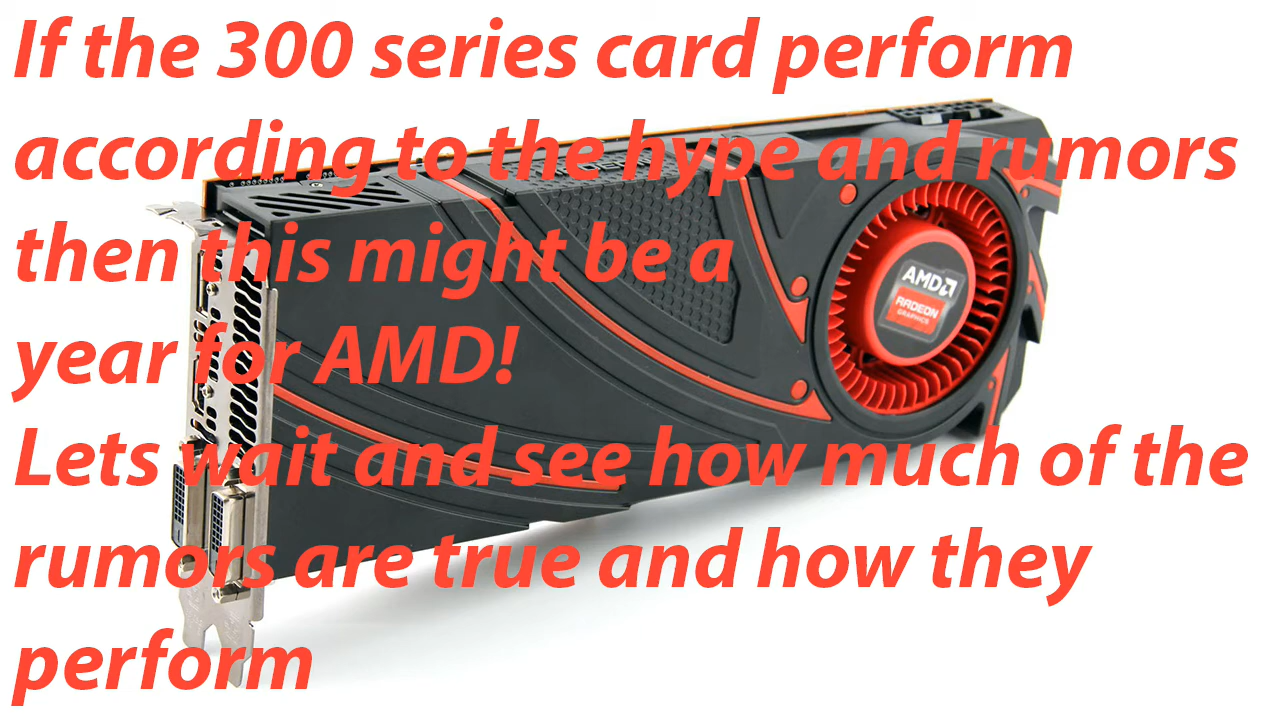 If the 300 series card perform
according to the hype and rumors
then this might be a
year for AMD!
Lets wait and see how much of the
rumors are true and how they
perform
AMD
RADEON
GRAPHICS